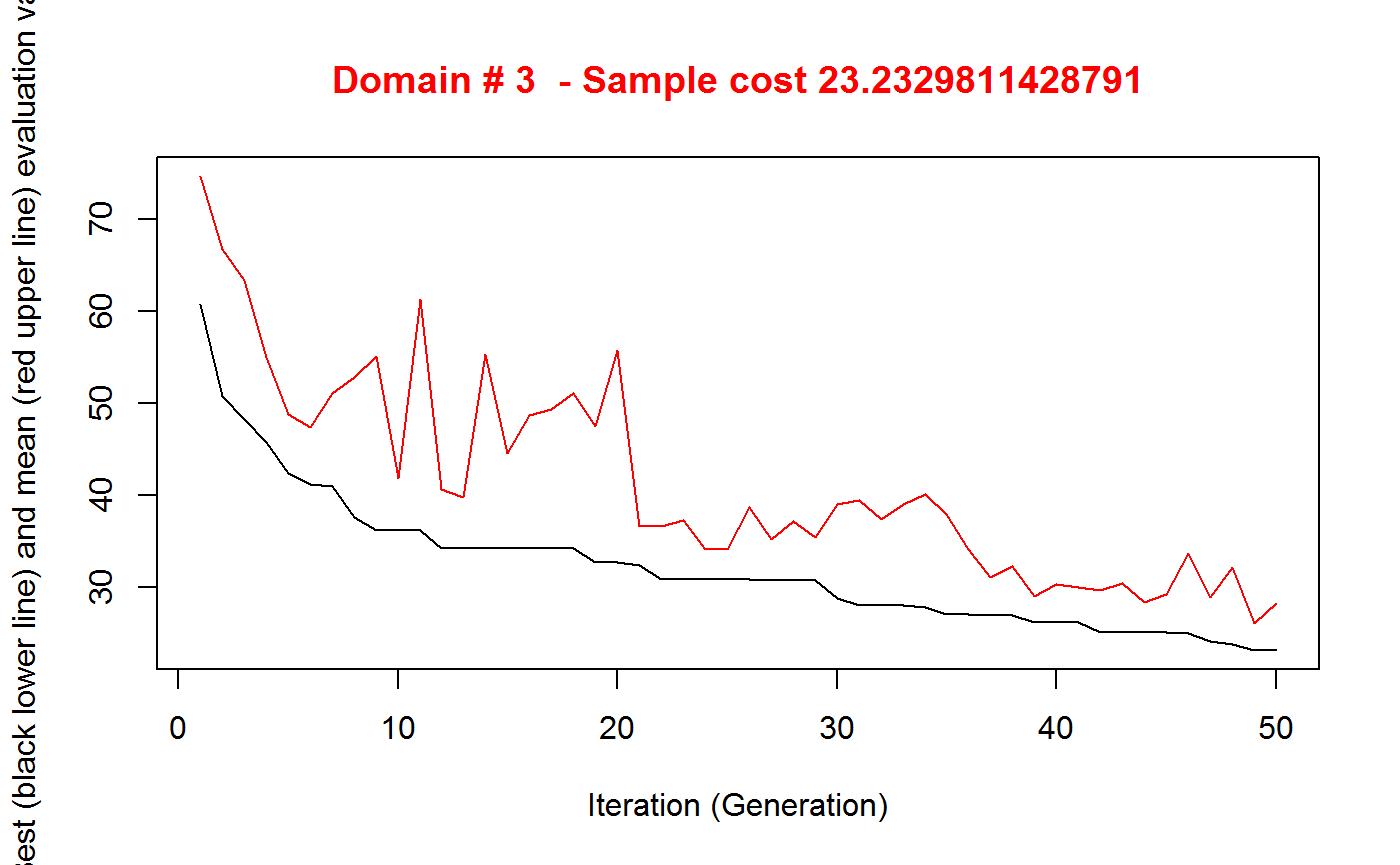 Domain # 3  - Sample cost 23.2329811428791
est (black lower line) and mean (red upper line) evaluation va
70
60
50
40
30
0 10 20 30 40 50
Iteration (Generation)